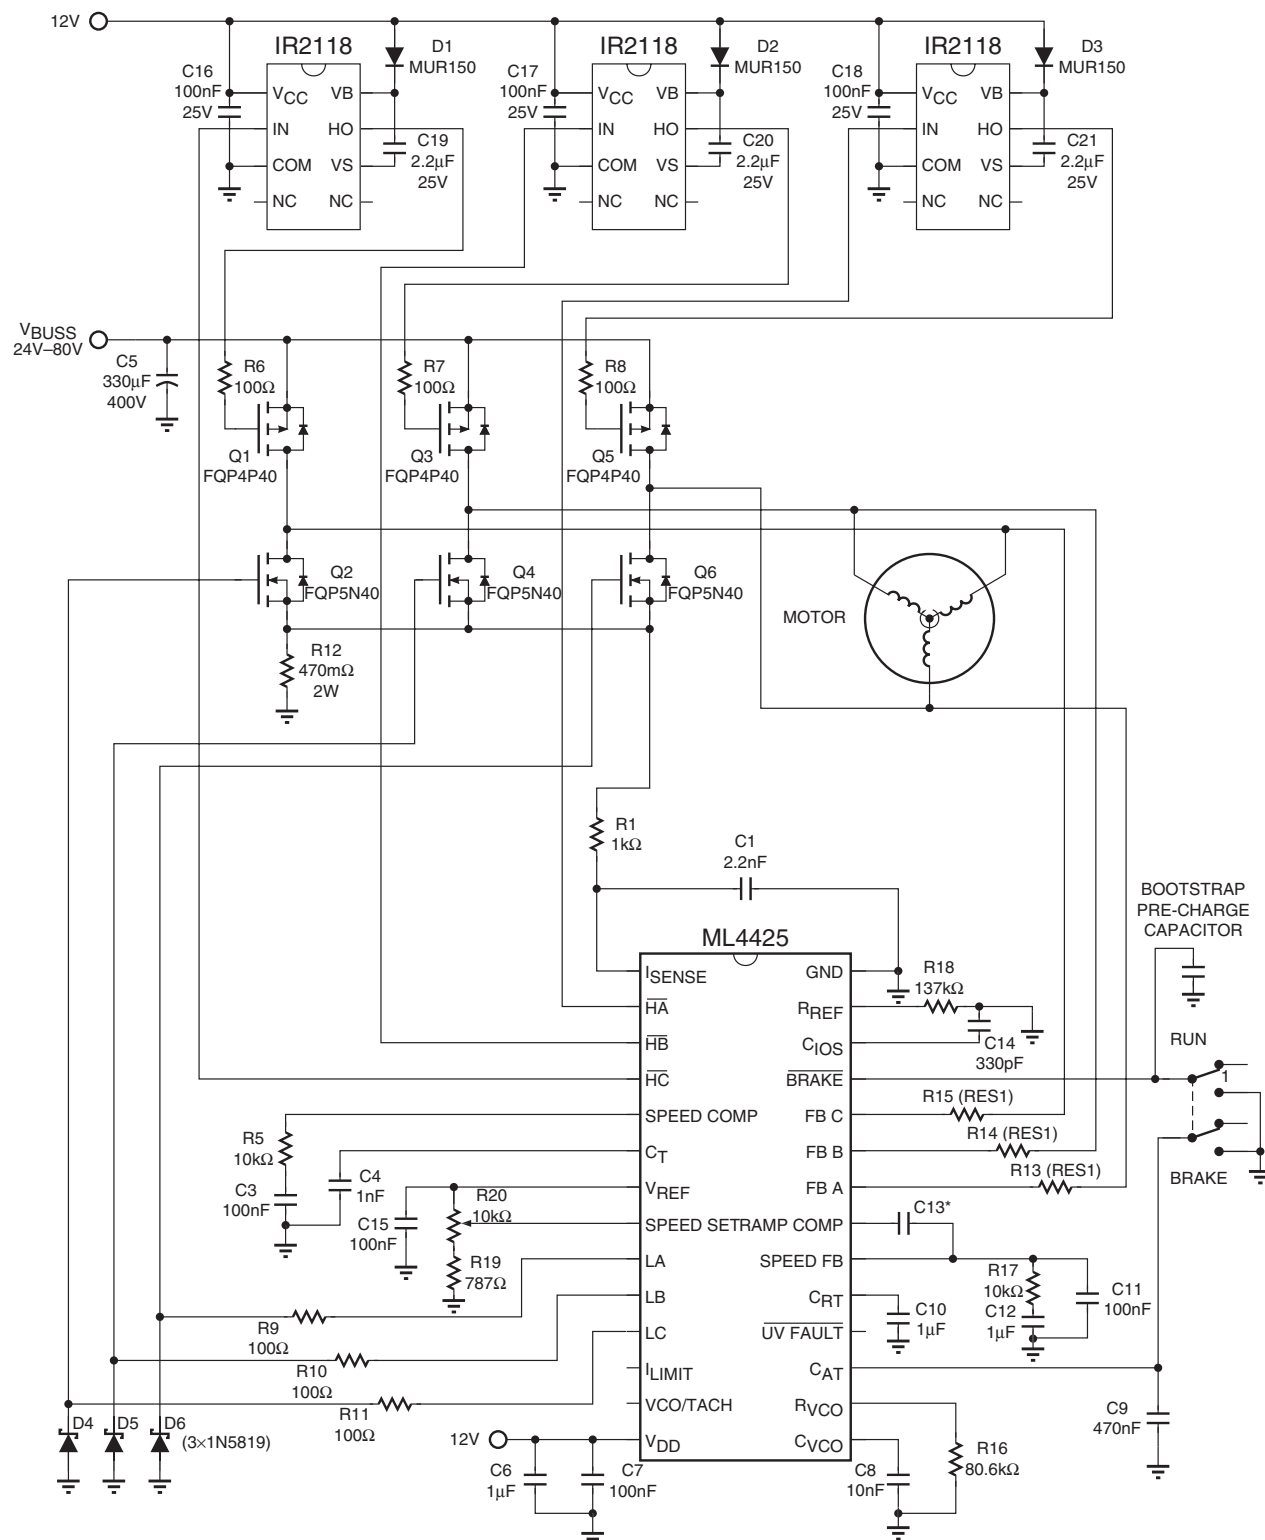 12V
IR2118
D1
MUR150
C16
100nF
25V
VCC
VB
IN
HO
COM
VS
NC
NC
C19
2.2μF
25V
IR2118
D2
MUR150
C17
100nF
25V
VCC
VB
IN
HO
COM
VS
NC
NC
C20
2.2μF
25V
IR2118
D3
MUR150
C18
100nF
25V
VCC
VB
IN
HO
COM
VS
NC
NC
C21
2.2μF
25V
VBUSS
24V–80V
C5
330μF
400V
R6
100Ω
R7
100Ω
R8
100Ω
Q1
FQP4P40
Q3
FQP4P40
Q5
FQP4P40
Q2
FQP5N40
Q4
FQP5N40
Q6
FQP5N40
MOTOR
R12
470mΩ
2W
R1
1kΩ
C1
2.2nF
BOOTSTRAP
PRE-CHARGE
CAPACITOR
ML4425
ISENSE
HA
HB
HC
SPEED COMP
CT
VREF
SPEED SET
LA
LB
LC
ILIMIT
VCO/TACH
VDD
GND
RREF
CIOS
BRAKE
FB C
FB B
FB A
RAMP COMP
SPEED FB
CRT
UV FAULT
CAT
RVCO
CVCO
R18
137kΩ
C14
330pF
RUN
1
BRAKE
R15 (RES1)
R14 (RES1)
R13 (RES1)
R5
10kΩ
C3
100nF
C4
1nF
C15
100nF
R20
10kΩ
R19
787Ω
C13*
R17
10kΩ
C12
1μF
C11
100nF
C10
1μF
R9
100Ω
R10
100Ω
R11
100Ω
D4
D5
D6
(3×1N5819)
12V
C6
1μF
C7
100nF
C8
10nF
R16
80.6kΩ
C9
470nF